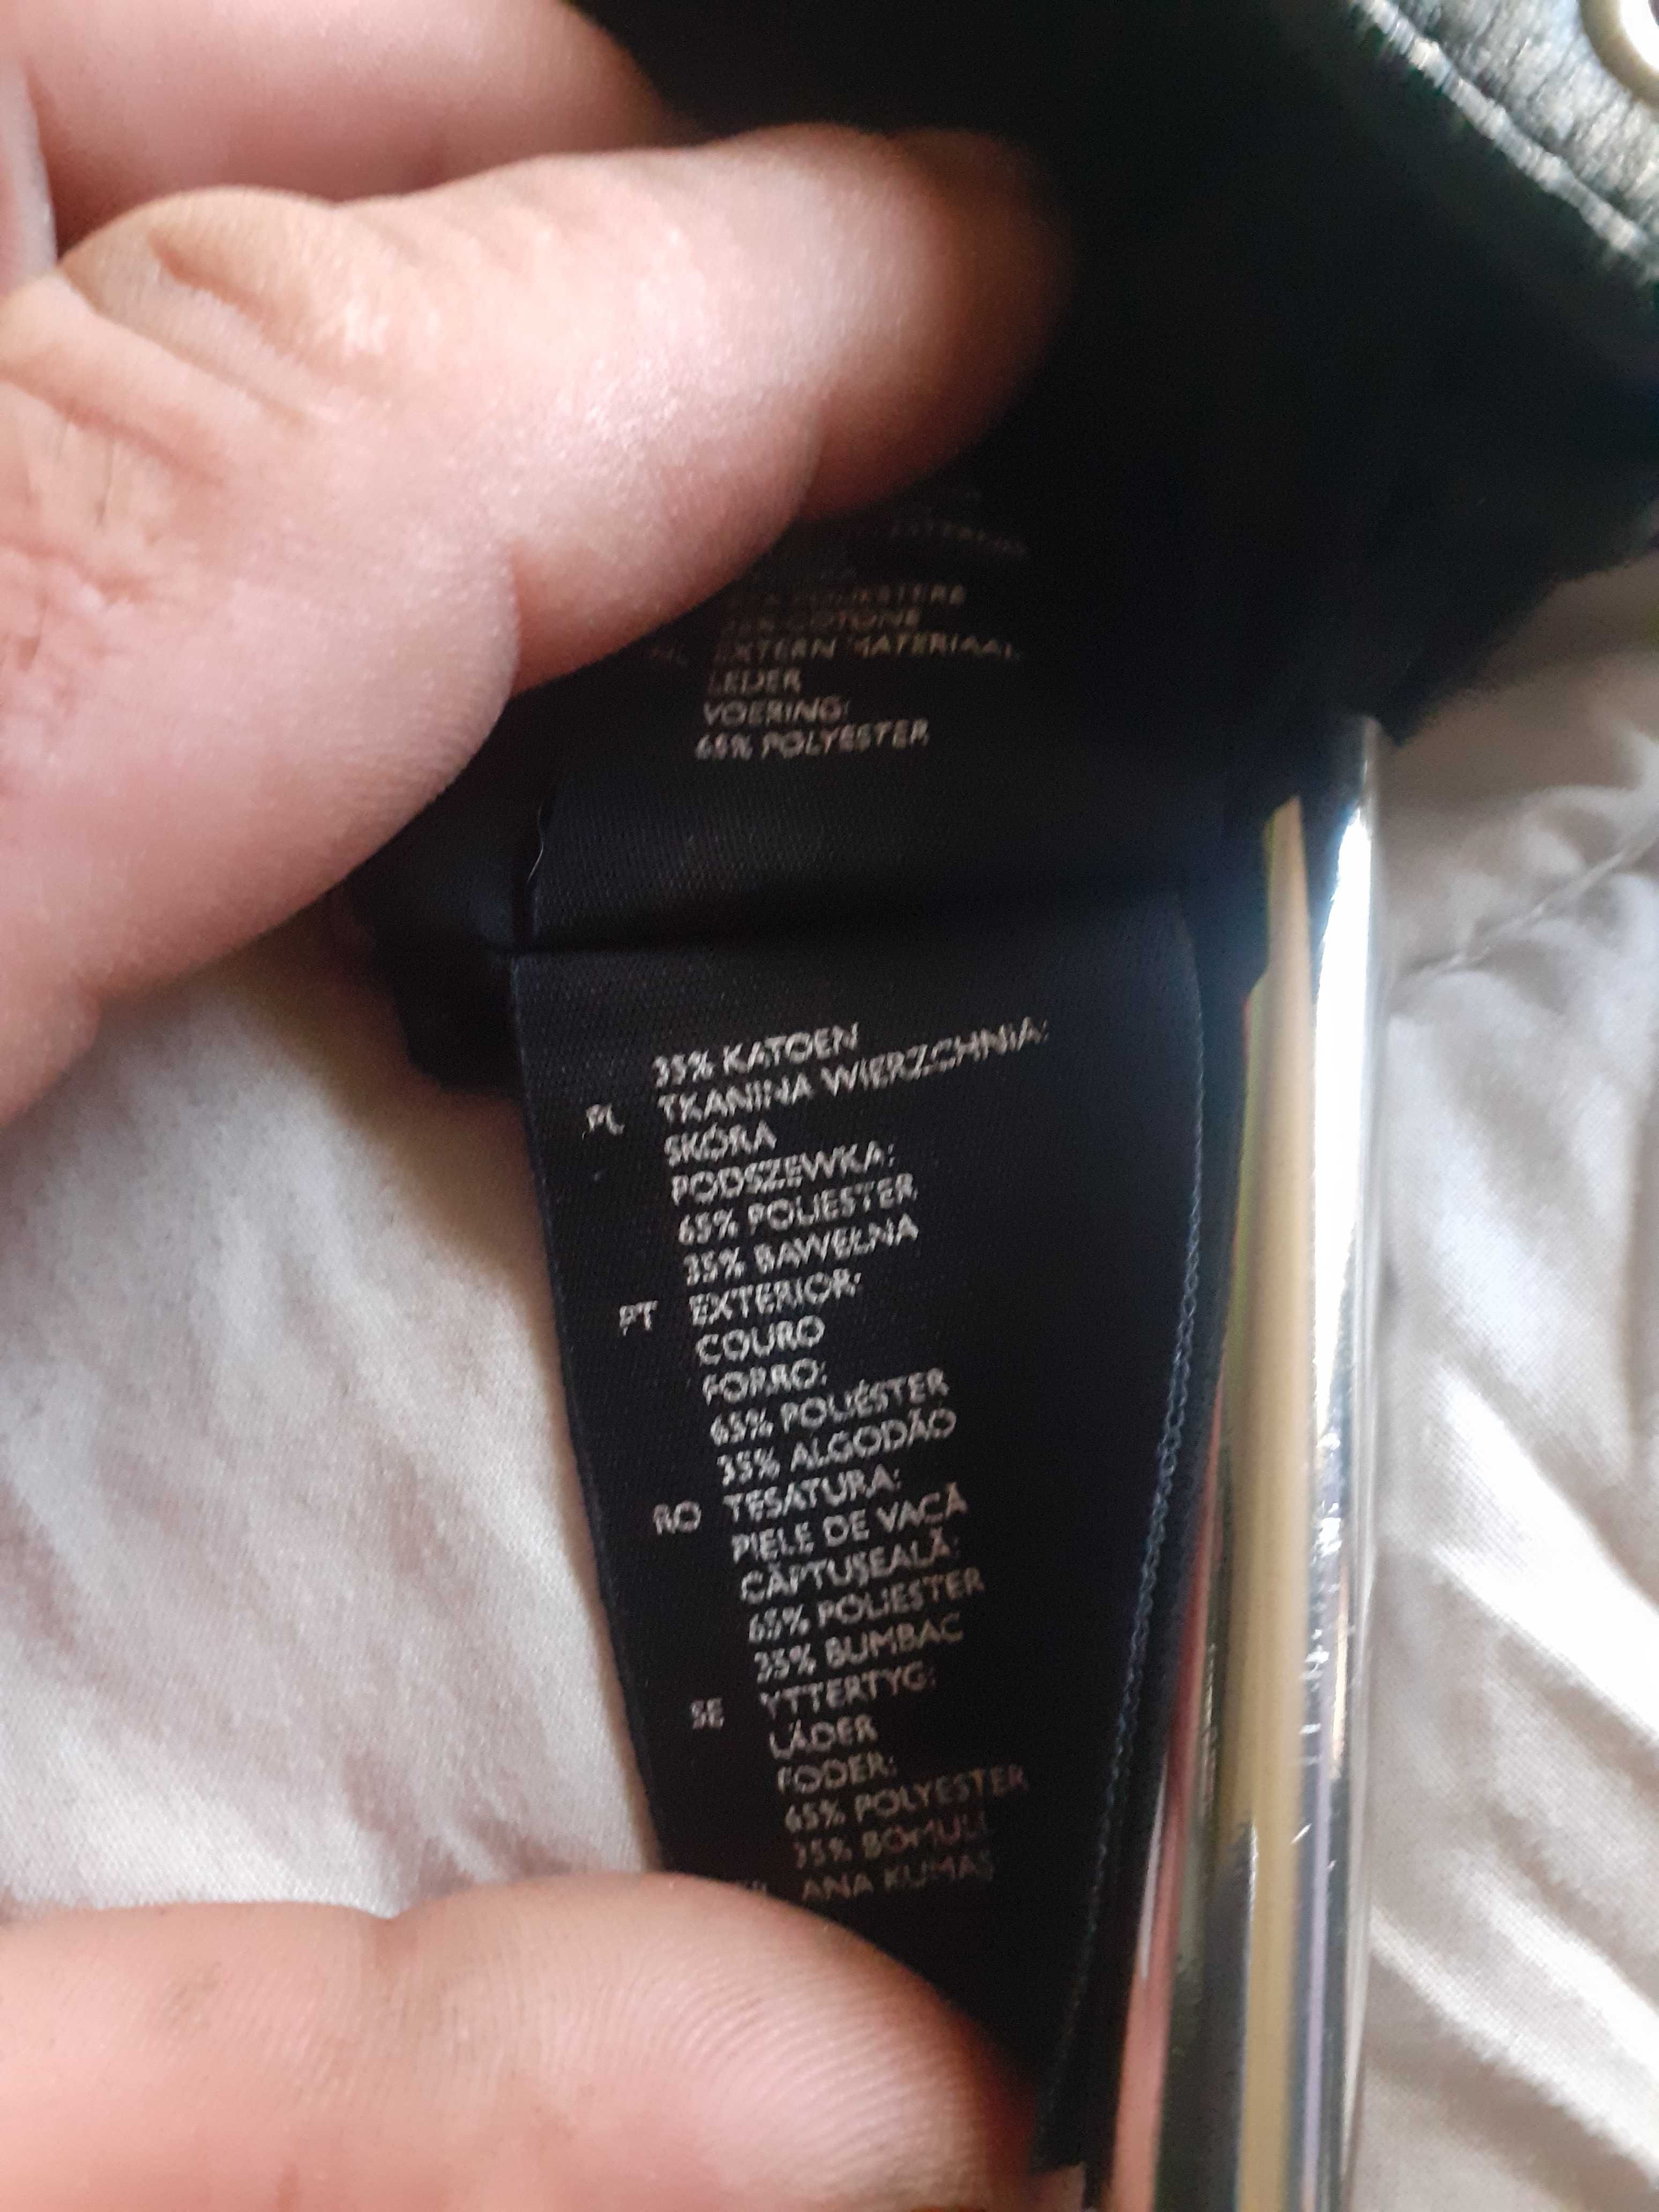 POLIESTERE
COTONE
NL EXTERN MATERIAAL
LEDER
VOERING:
65% POLYESTER
35% KATOEN
PL TKANINA WIERZCHNIA:
SKÓRA
PODSZEWKA:
65% POLIESTER
35% BAWEŁNA
PT EXTERIOR:
COURO
FORRO:
65% POLIÉSTER
35% ALGODÃO
RO TESATURA:
PIELE DE VACĂ
CĂPTUŞEALĂ:
65% POLIESTER
35% BUMBAC
SE YTTERTYG:
LÄDER
FODER:
65% POLYESTER
35% BOMULL
ANA KUMAŞ